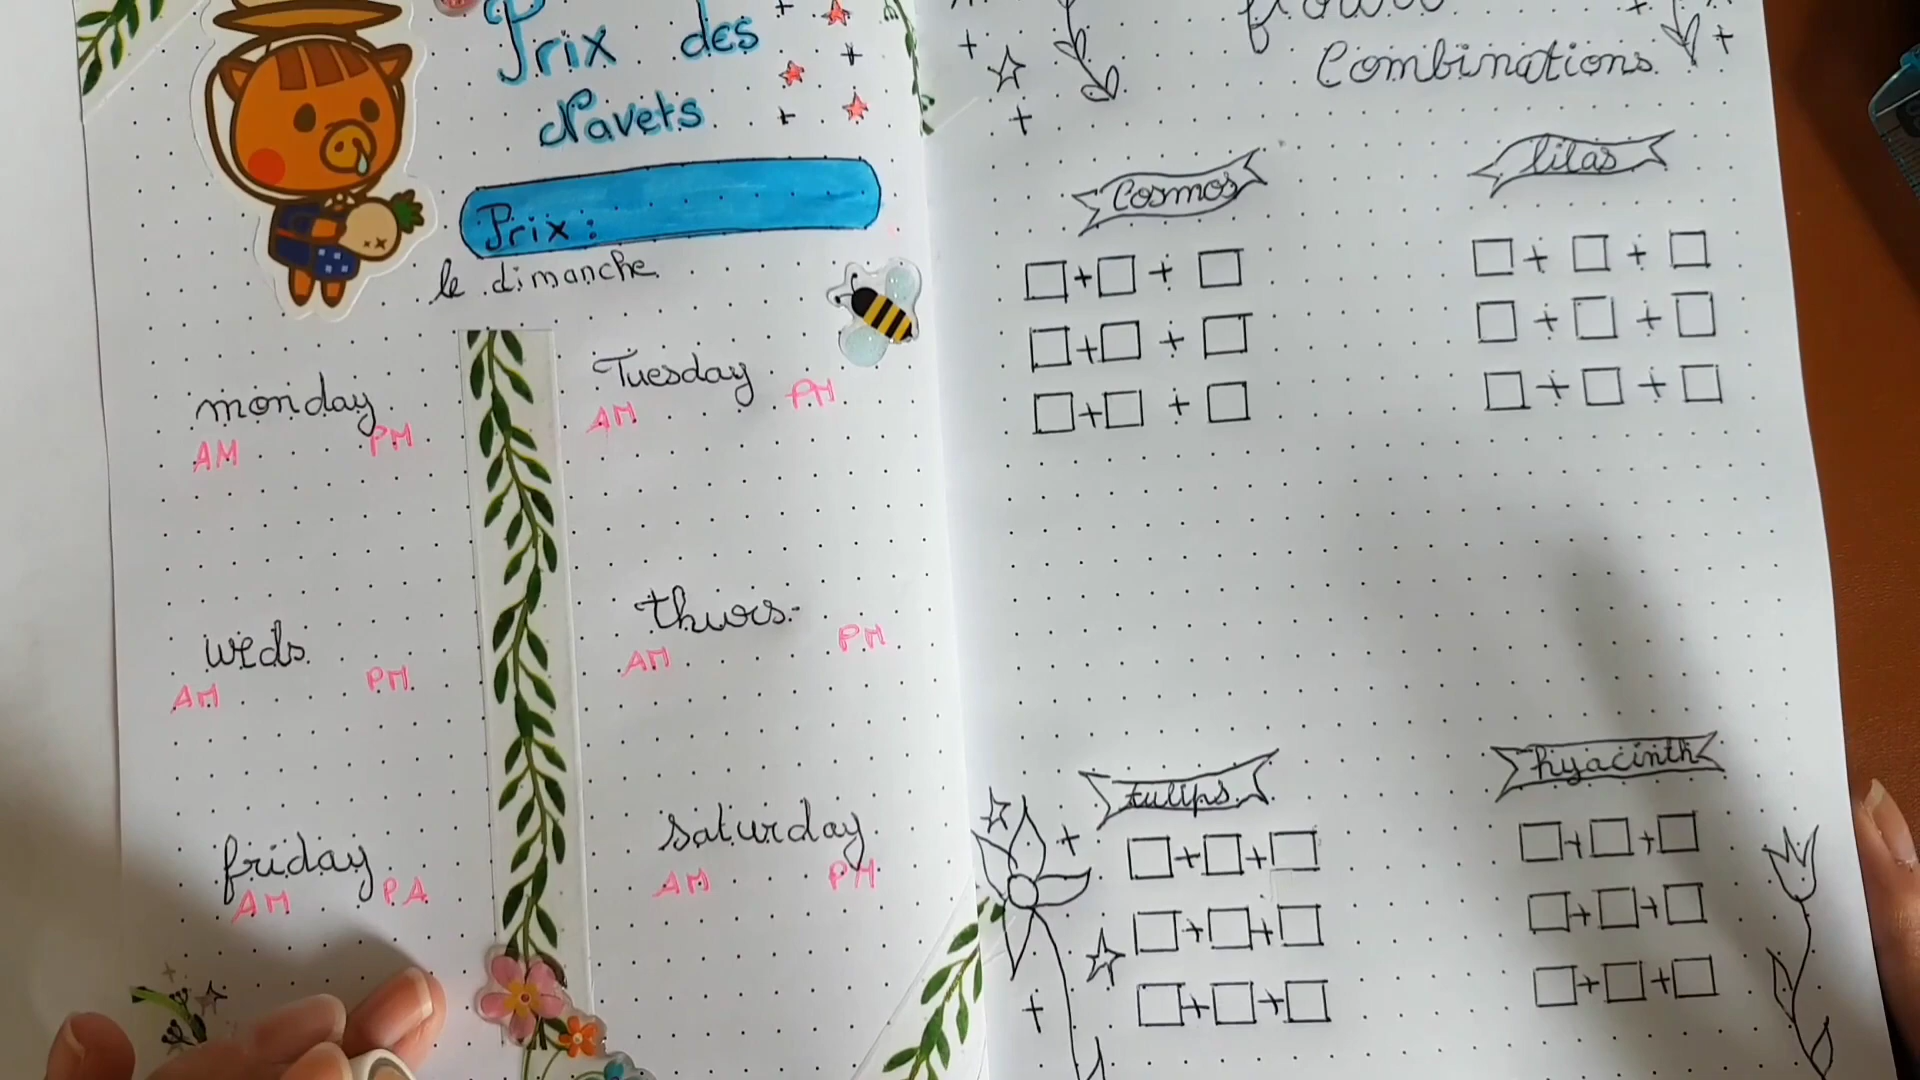 Prix des
Navets
Prix :
le dimanche
monday
AM PM
Tuesday
AM PM
weds
AM PM
thurs.
AM PM
friday
AM PA
saturday
AM PM
Combinations
Cosmos
□+□+□
□+□+□
□+□+□
lilas
□+□+□
□+□+□
□+□+□
tulips
□+□+□
□+□+□
□+□+□
hyacinth
□+□+□
□+□+□
□+□+□